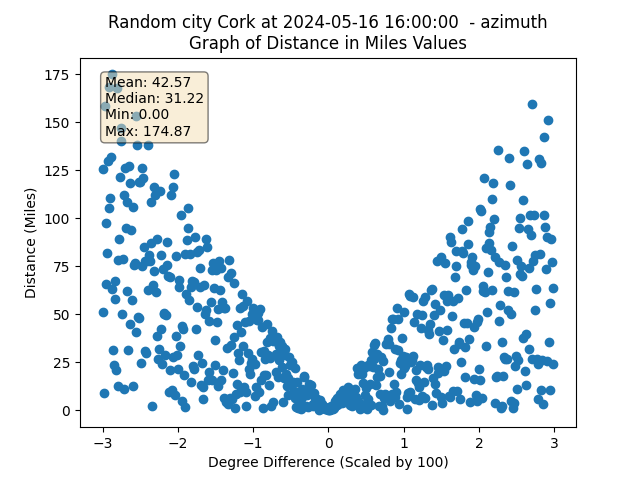 Random city Cork at 2024-05-16 16:00:00  - azimuth
Graph of Distance in Miles Values
Mean: 42.57
Median: 31.22
Min: 0.00
Max: 174.87
Distance (Miles)
175
150
125
100
75
50
25
0
−3
−2
−1
0
1
2
3
Degree Difference (Scaled by 100)